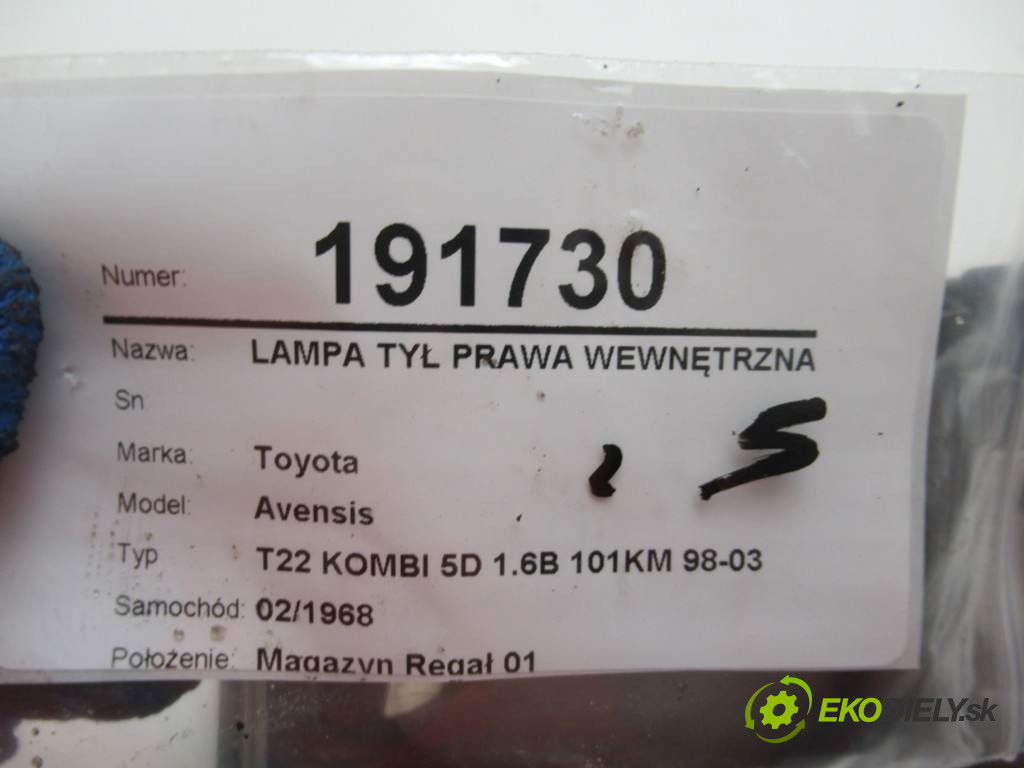 Numer: 191730
Nazwa: LAMPA TYŁ PRAWA WEWNĘTRZNA
Sn
Marka: Toyota
Model: Avensis
Typ T22 KOMBI 5D 1.6B 101KM 98-03
Samochód: 02/1968
Położenie: Magazyn Regał 01
EKODIELY.sk